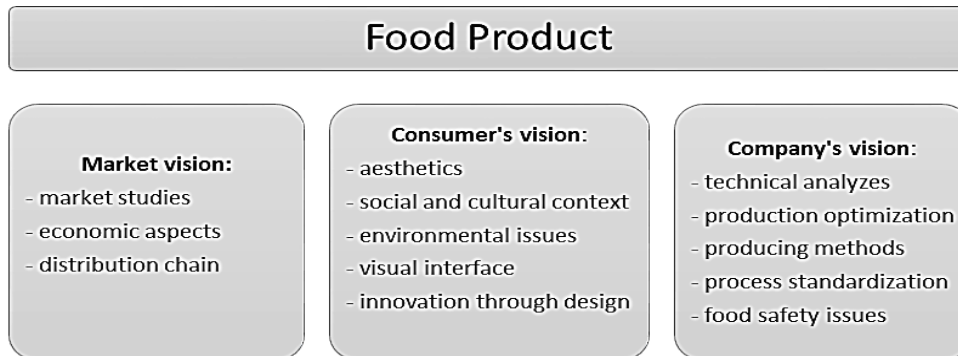 Food Product
Market vision:
- market studies
- economic aspects
- distribution chain
Consumer's vision:
- aesthetics
- social and cultural context
- environmental issues
- visual interface
- innovation through design
Company's vision:
- technical analyzes
- production optimization
- producing methods
- process standardization
- food safety issues